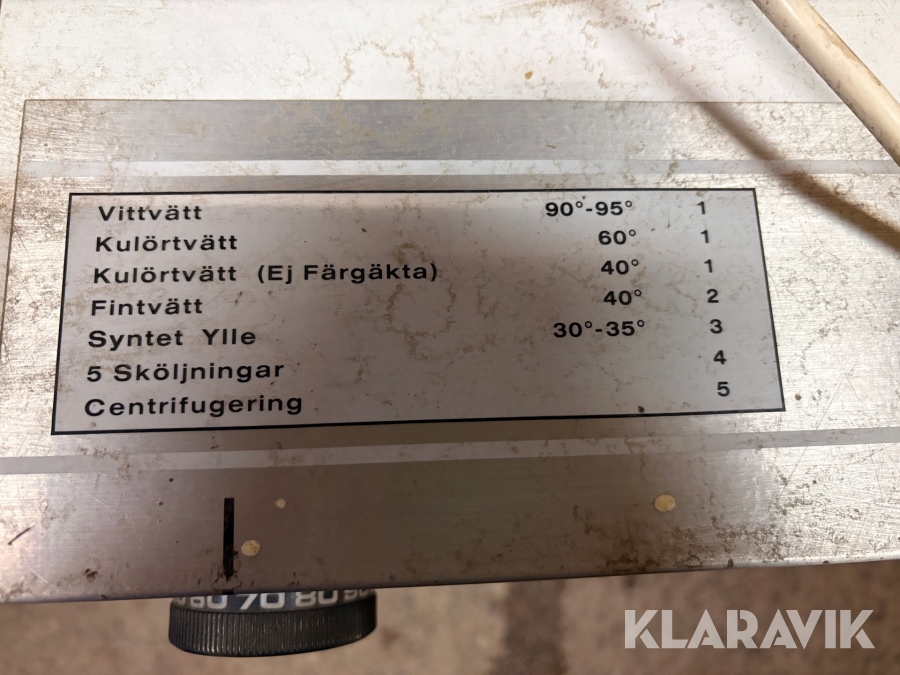 Vittvätt 90°-95° 1
Kulörtvätt 60° 1
Kulörtvätt (Ej Färgäkta) 40° 1
Fintvätt 40° 2
Syntet Ylle 30°-35° 3
5 Sköljningar 4
Centrifugering 5
60 70 80 90
KLARAVIK